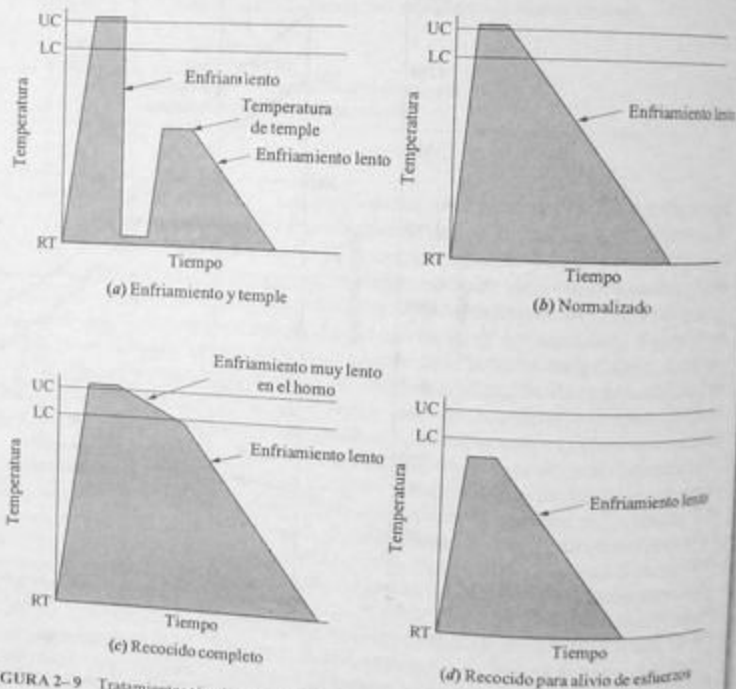 UC
LC
Enfriamiento
Temperatura
de temple
Enfriamiento lento
Temperatura
RT
Tiempo
(a) Enfriamiento y temple
UC
LC
Enfriamiento
Temperatura
RT
Tiempo
(b) Normalizado
Enfriamiento muy lento
en el horno
UC
LC
Enfriamiento lento
Temperatura
RT
Tiempo
(c) Recocido completo
UC
LC
Enfriamiento lento
Temperatura
RT
Tiempo
(d) Recocido para alivio de esfuerzos
GURA 2–9